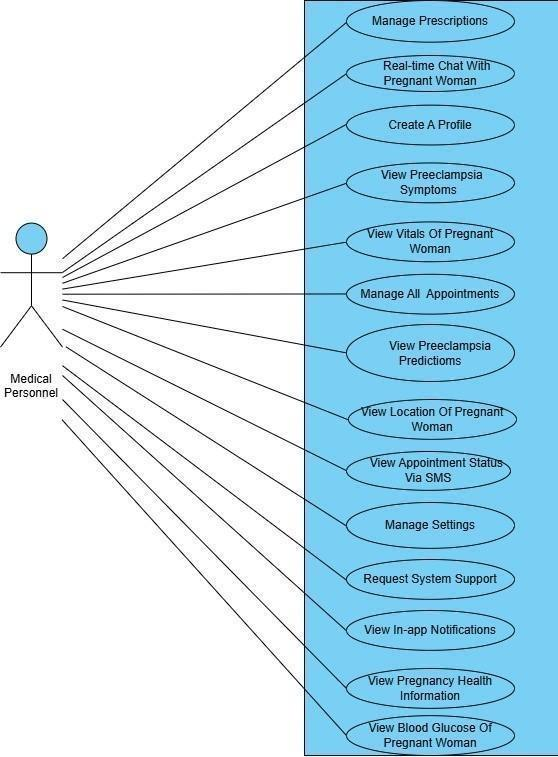 Manage Prescriptions
Real-time Chat With
Pregnant Woman
Create A Profile
View Preeclampsia
Symptoms
View Vitals Of Pregnant
Woman
Manage All Appointments
View Preeclampsia
Predictioms
View Location Of Pregnant
Woman
View Appointment Status
Via SMS
Manage Settings
Request System Support
View In-app Notifications
View Pregnancy Health
Information
View Blood Glucose Of
Pregnant Woman
Medical
Personnel